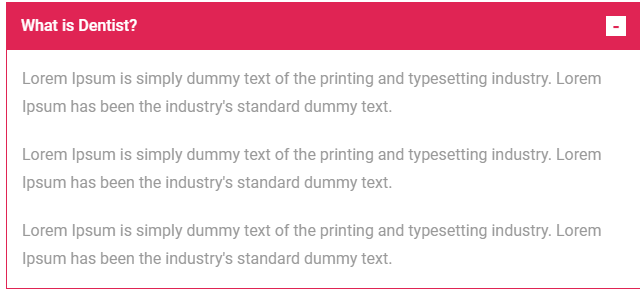 What is Dentist?
-
Lorem Ipsum is simply dummy text of the printing and typesetting industry. Lorem
Ipsum has been the industry's standard dummy text.
Lorem Ipsum is simply dummy text of the printing and typesetting industry. Lorem
Ipsum has been the industry's standard dummy text.
Lorem Ipsum is simply dummy text of the printing and typesetting industry. Lorem
Ipsum has been the industry's standard dummy text.